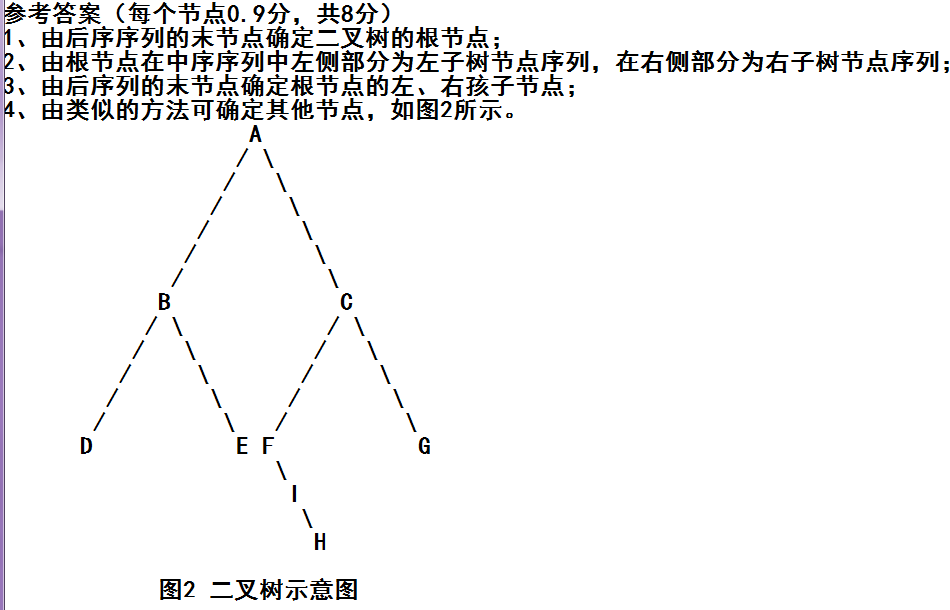 参考答案（每个节点0.9分，共8分）
1、由后序序列的末节点确定二叉树的根节点；
2、由根节点在中序序列中左侧部分为左子树节点序列，在右侧部分为右子树节点序列；
3、由后序列的末节点确定根节点的左、右孩子节点；
4、由类似的方法可确定其他节点，如图2所示。
A
B C
D E F G
I
H
图2 二叉树示意图